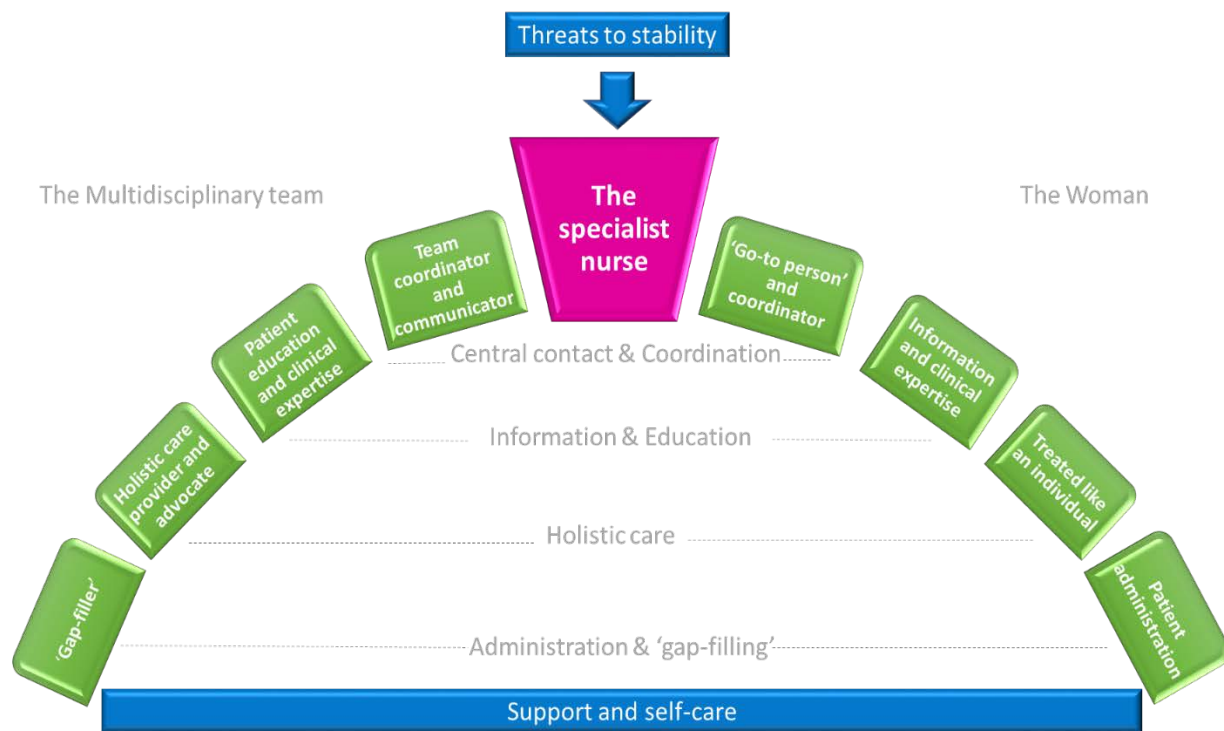 Threats to stability
The Multidisciplinary team
The
specialist
nurse
The Woman
Team
coordinator
and
communicator
'Go-to person'
and
coordinator
Central contact & Coordination
Patient
education
and clinical
expertise
Information
and clinical
expertise
Information & Education
Holistic care
provider and
advocate
Treated like
an individual
Holistic care
'Gap-filler'
Patient
administration
Administration & 'gap-filling'
Support and self-care